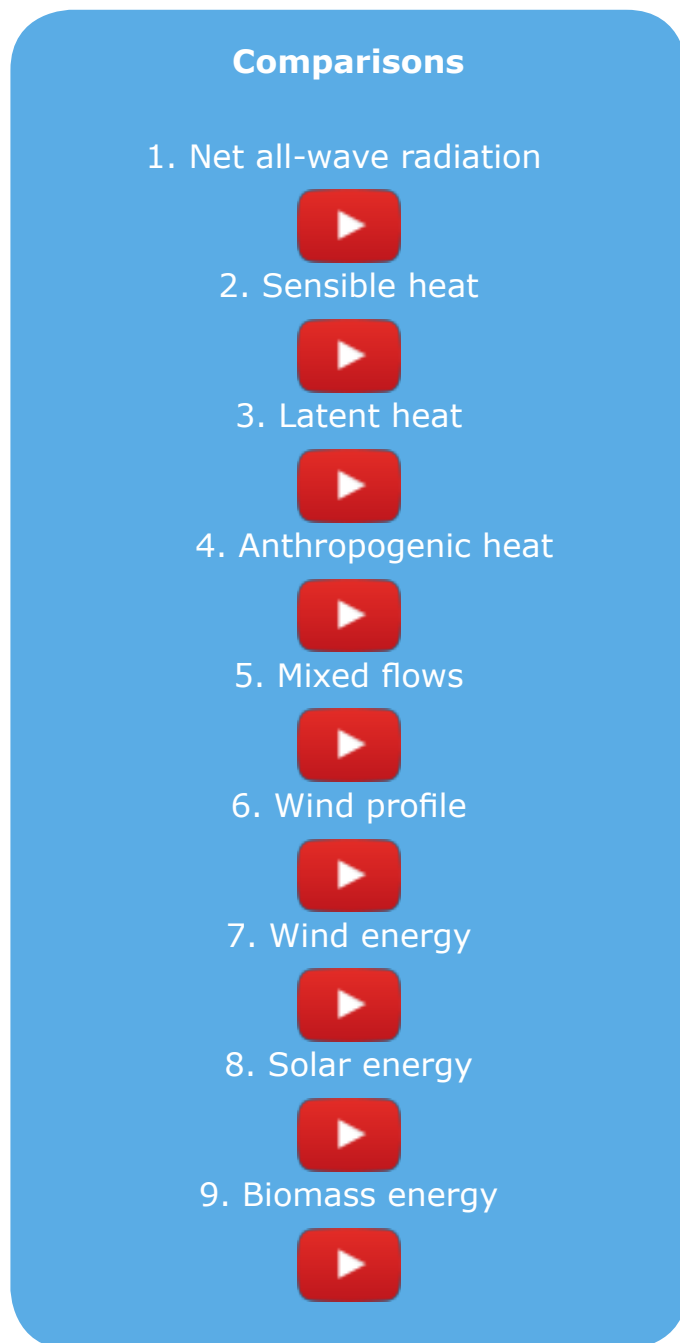 Comparisons
1. Net all-wave radiation
2. Sensible heat
3. Latent heat
4. Anthropogenic heat
5. Mixed flows
6. Wind profile
7. Wind energy
8. Solar energy
9. Biomass energy